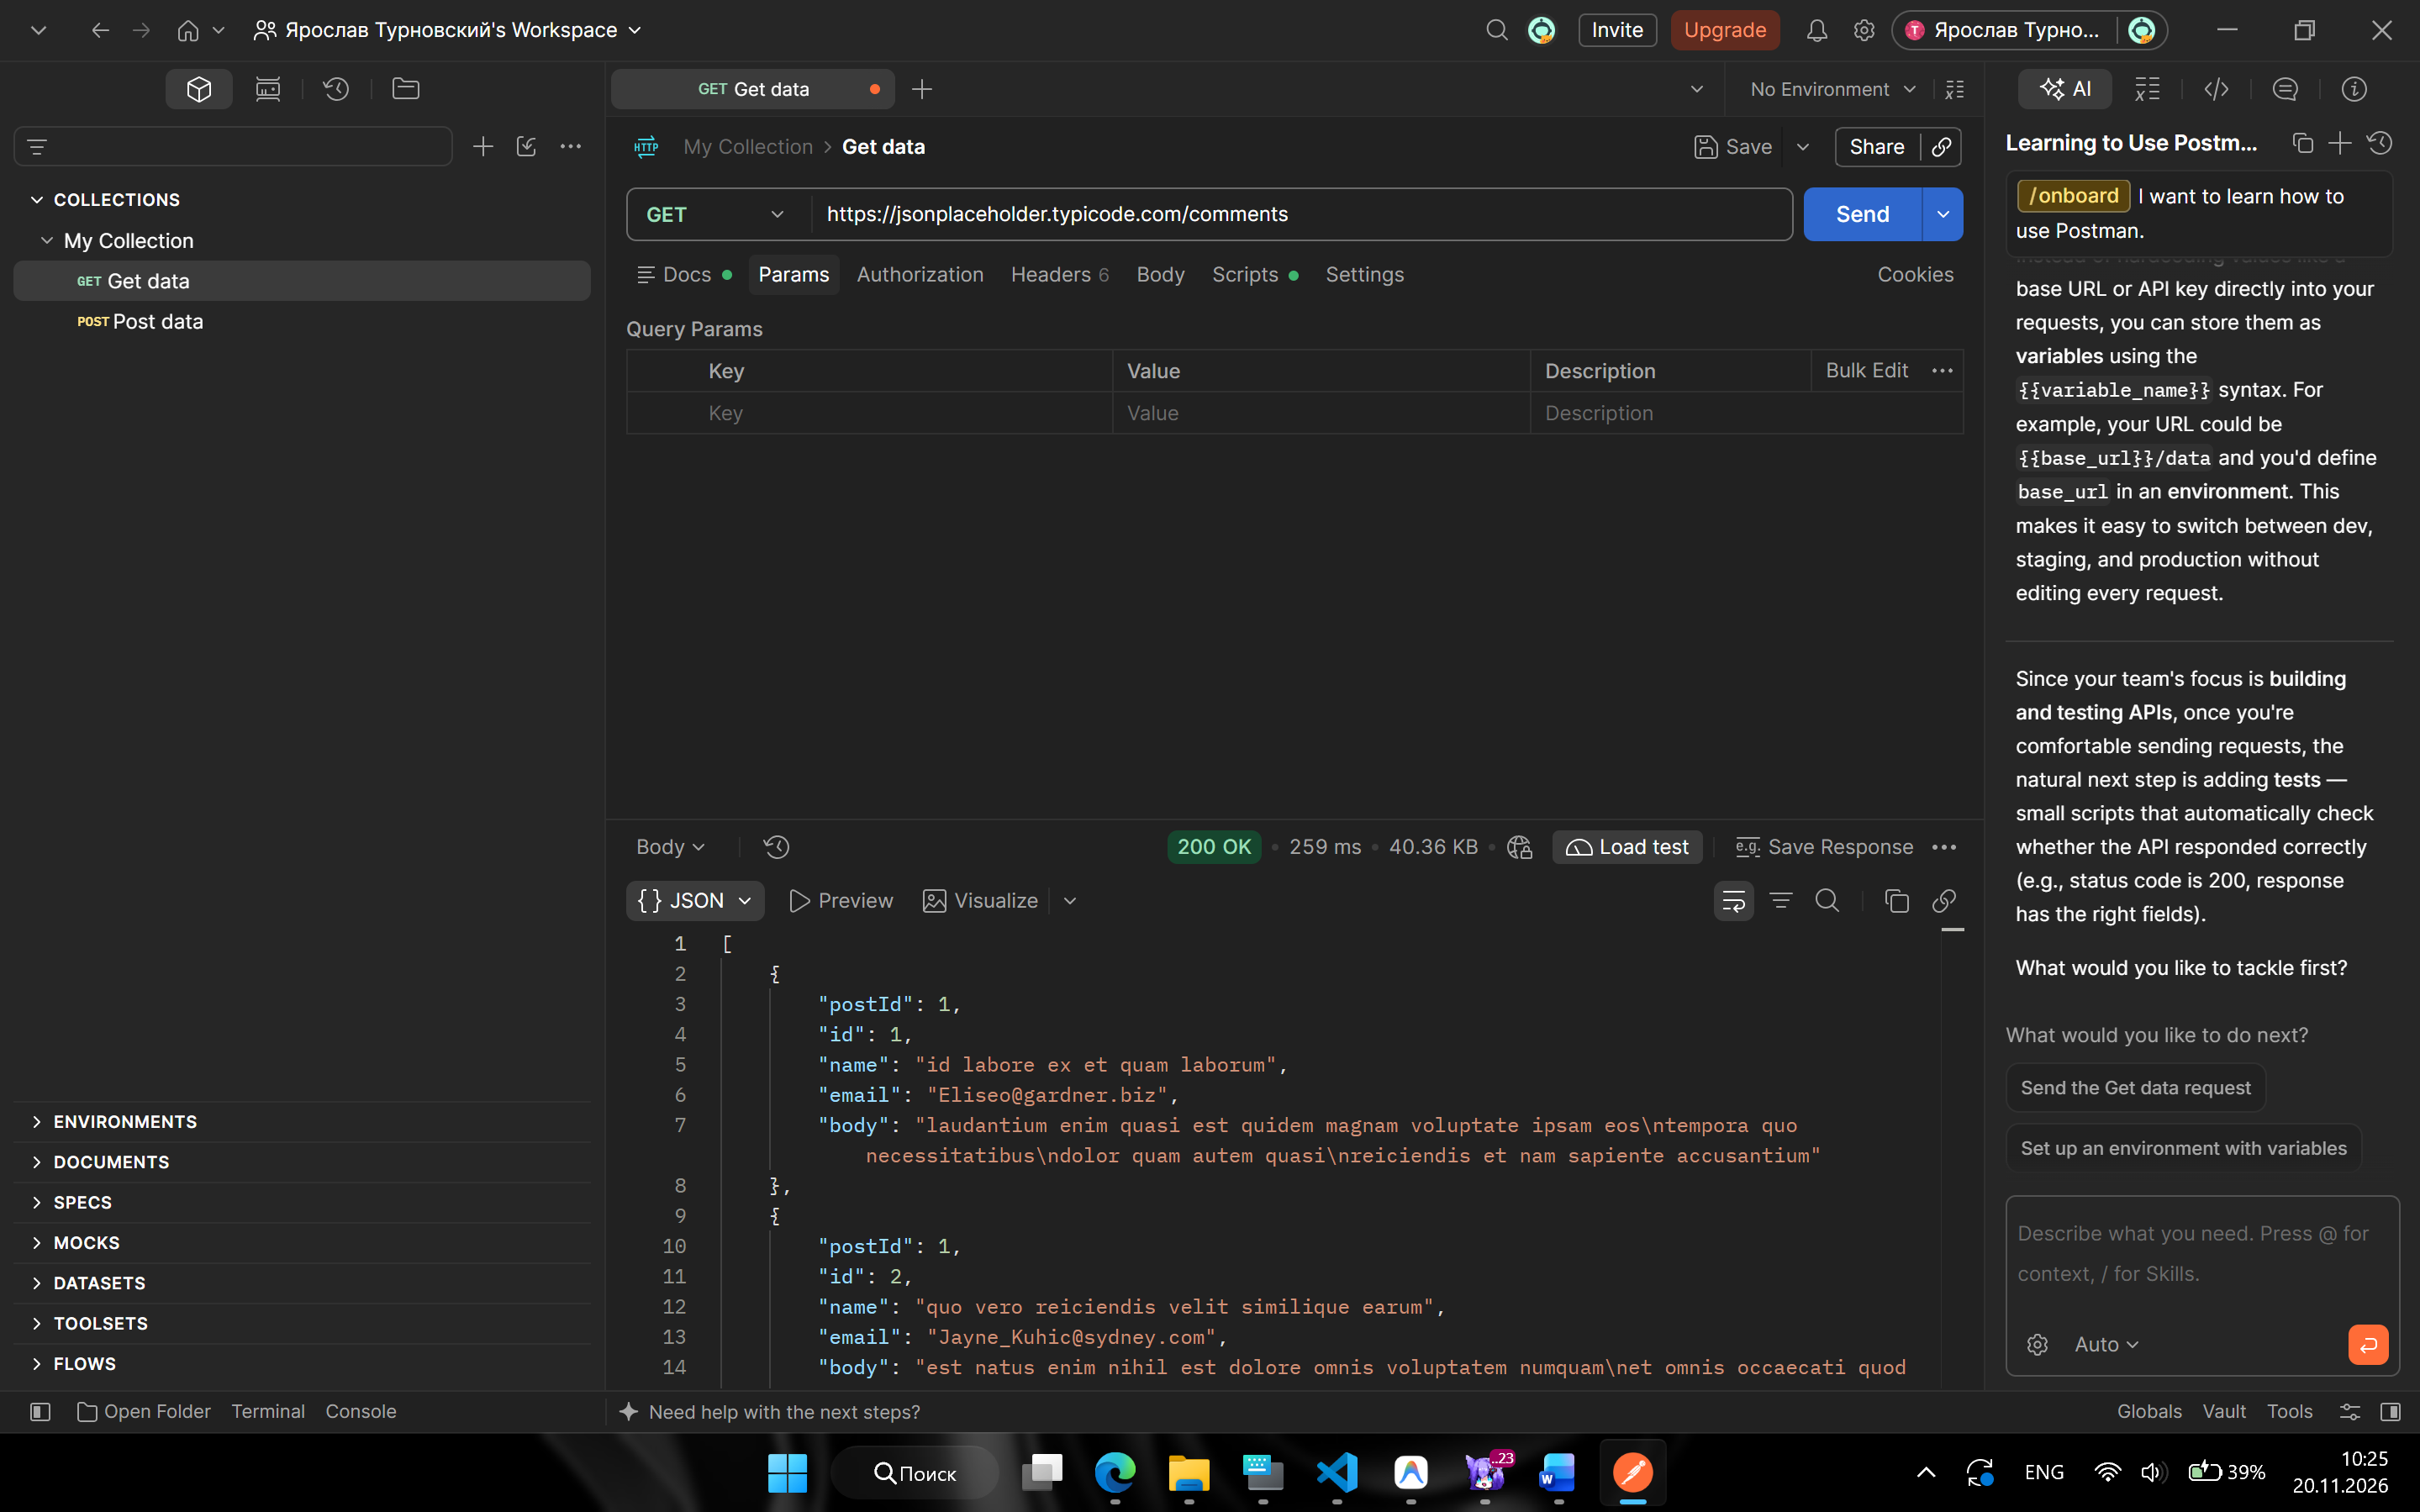 Ярослав Турновский's Workspace
Invite
Upgrade
T
Ярослав Турно...
GET Get data
No Environment
AI
HTTP
My Collection > Get data
Save
Share
Learning to Use Postm...
/onboard I want to learn how to
use Postman.
COLLECTIONS
My Collection
GET Get data
POST Post data
GET
https://jsonplaceholder.typicode.com/comments
Send
Docs
Params
Authorization
Headers 6
Body
Scripts
Settings
Cookies
Query Params
Key
Value
Description
Bulk Edit
Key
Value
Description
base URL or API key directly into your
requests, you can store them as
variables using the
{{variable_name}} syntax. For
example, your URL could be
{{base_url}}/data and you'd define
base_url in an environment. This
makes it easy to switch between dev,
staging, and production without
editing every request.
Since your team's focus is building
and testing APIs, once you're
comfortable sending requests, the
natural next step is adding tests —
small scripts that automatically check
whether the API responded correctly
(e.g., status code is 200, response
has the right fields).
What would you like to tackle first?
What would you like to do next?
Send the Get data request
Set up an environment with variables
Describe what you need. Press @ for
context, / for Skills.
Auto
Body
200 OK
259 ms
40.36 KB
Load test
e.g. Save Response
{} JSON
Preview
Visualize
1 [
2 {
3 "postId": 1,
4 "id": 1,
5 "name": "id labore ex et quam laborum",
6 "email": "Eliseo@gardner.biz",
7 "body": "laudantium enim quasi est quidem magnam voluptate ipsam eos\ntempora quo
necessitatibus\ndolor quam autem quasi\nreiciendis et nam sapiente accusantium"
8 },
9 {
10 "postId": 1,
11 "id": 2,
12 "name": "quo vero reiciendis velit similique earum",
13 "email": "Jayne_Kuhic@sydney.com",
14 "body": "est natus enim nihil est dolore omnis voluptatem numquam\net omnis occaecati quod
ENVIRONMENTS
DOCUMENTS
SPECS
MOCKS
DATASETS
TOOLSETS
FLOWS
Open Folder
Terminal
Console
Need help with the next steps?
Globals
Vault
Tools
Поиск
..23
W
ENG
39%
10:25
20.11.2026